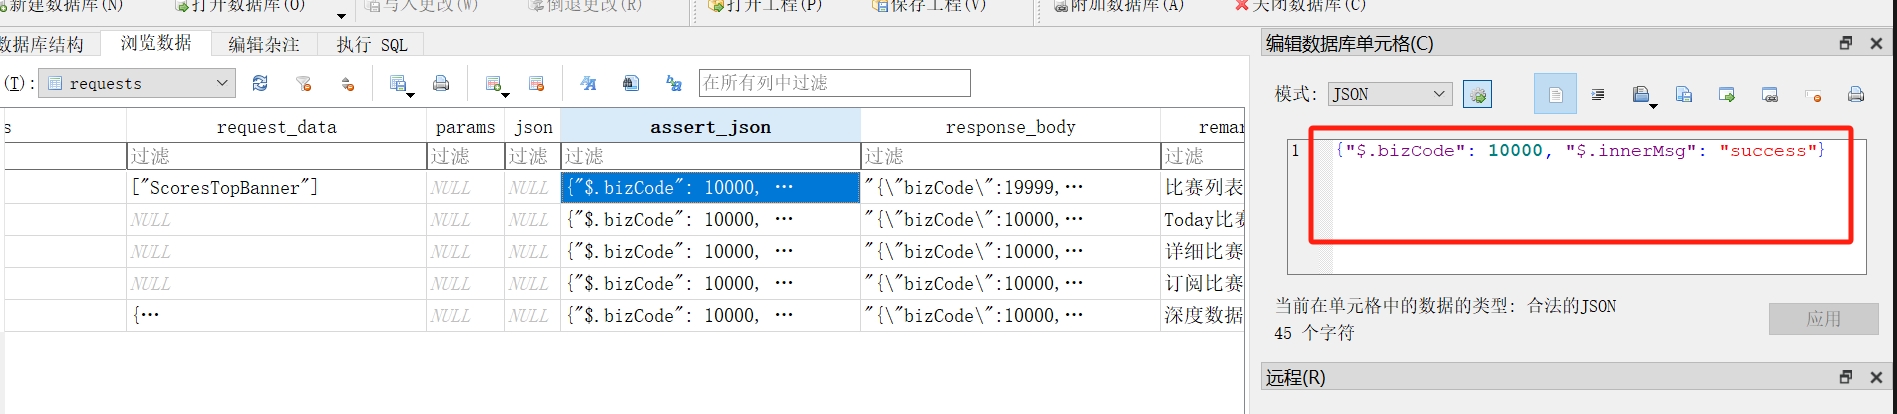 新建数据库(N) 打开数据库(O) 写入更改(W) 倒退更改(R) 打开工程(P) 保存工程(V) 附加数据库(A) 关闭数据库(C)
数据库结构 浏览数据 编辑杂注 执行 SQL
(T): requests 在所有列中过滤
s request_data params json assert_json response_body remar
过滤 过滤 过滤 过滤 过滤 过滤
["ScoresTopBanner"] NULL NULL {"$.bizCode": 10000, … "{\"bizCode\":19999,… 比赛列表
NULL NULL NULL {"$.bizCode": 10000, … "{\"bizCode\":10000,… Today比赛
NULL NULL NULL {"$.bizCode": 10000, … "{\"bizCode\":10000,… 详细比赛
NULL NULL NULL {"$.bizCode": 10000, … "{\"bizCode\":10000,… 订阅比赛
{… NULL NULL {"$.bizCode": 10000, … "{\"bizCode\":10000,… 深度数据
编辑数据库单元格(C)
模式: JSON
1 {"$.bizCode": 10000, "$.innerMsg": "success"}
当前在单元格中的数据的类型: 合法的JSON
45 个字符
应用
远程(R)